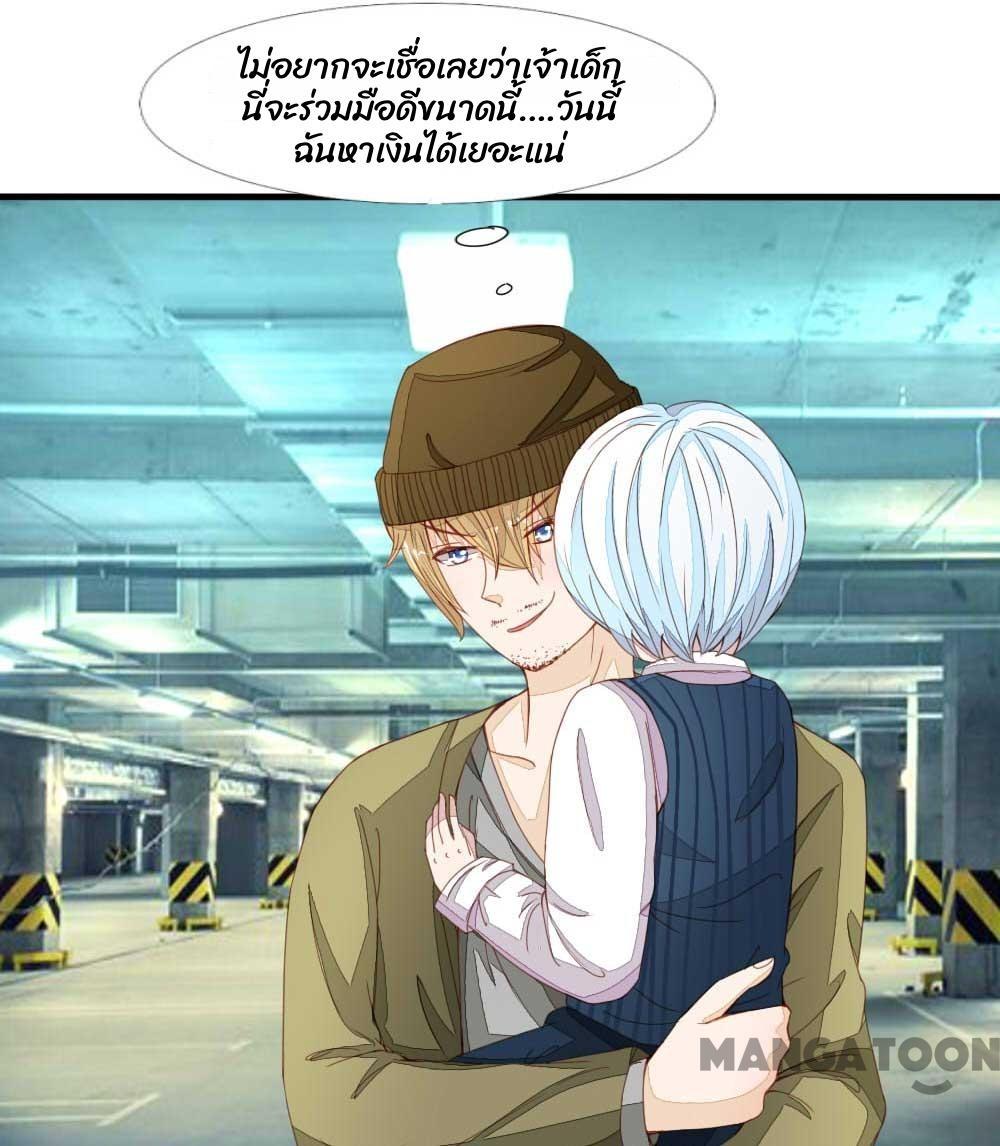 ไม่อยากจะเชื่อเลยว่าเจ้าเด็ก
นี่จะร่วมมือดีขนาดนี้....วันนี้
ฉันหาเงินได้เยอะแน่
MANGATOON